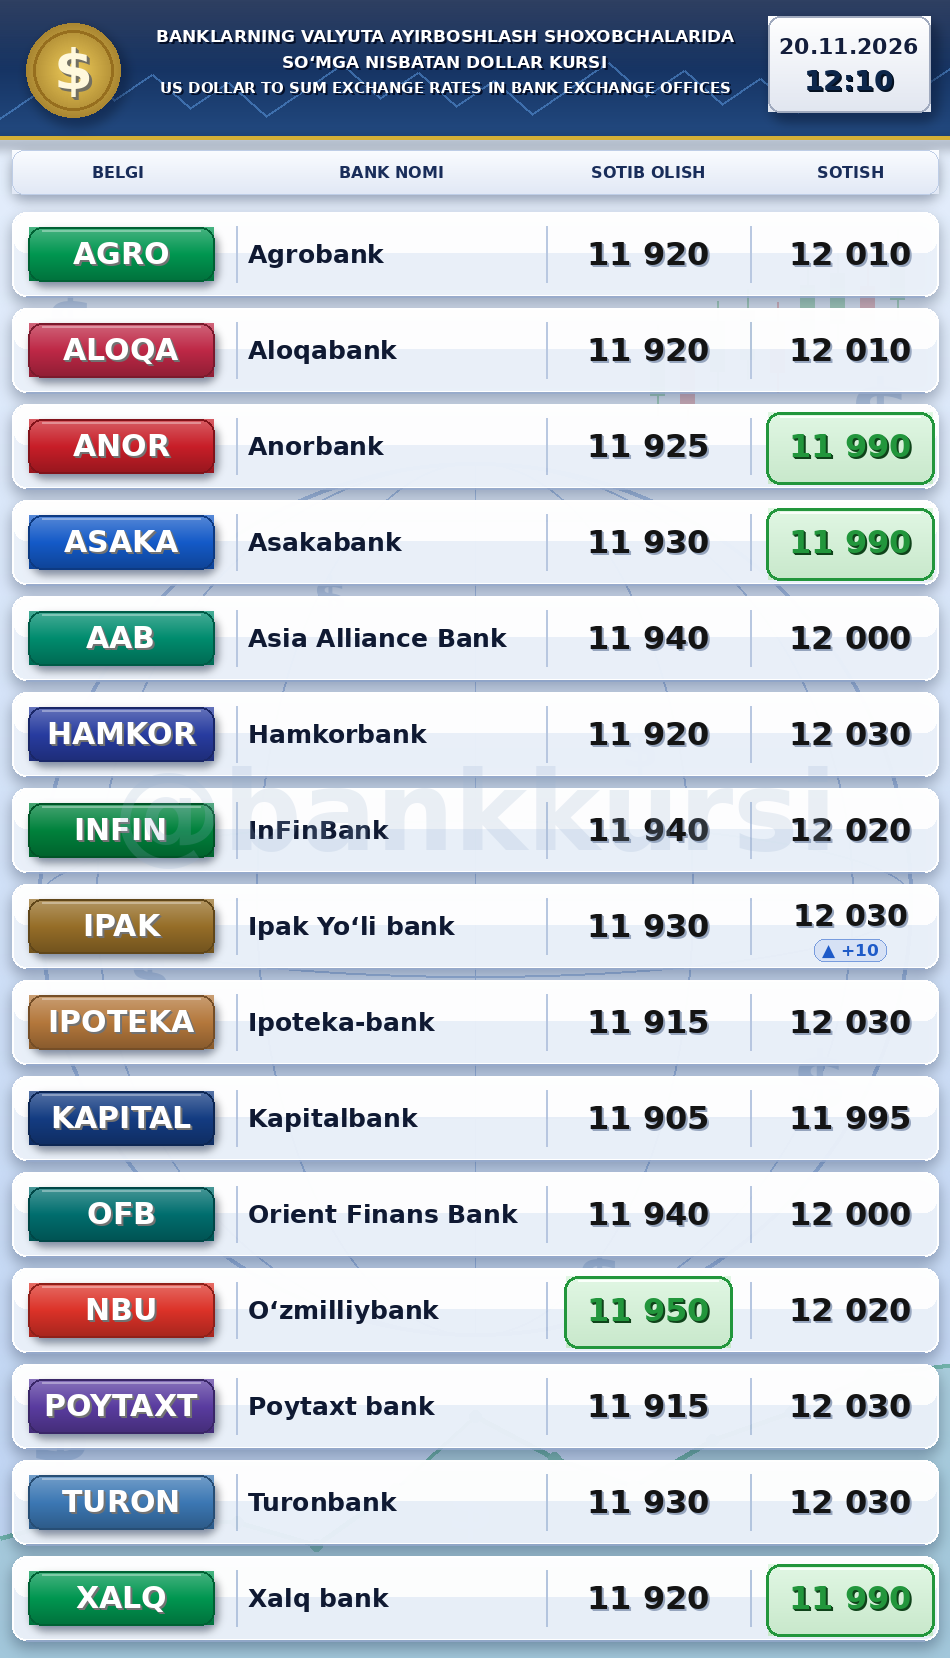 $
BANKLARNING VALYUTA AYIRBOSHLASH SHOXOBCHALARIDA
SO‘MGA NISBATAN DOLLAR KURSI
US DOLLAR TO SUM EXCHANGE RATES IN BANK EXCHANGE OFFICES
20.11.2026
12:10
BELGI BANK NOMI SOTIB OLISH SOTISH
AGRO Agrobank 11 920 12 010
ALOQA Aloqabank 11 920 12 010
ANOR Anorbank 11 925 11 990
ASAKA Asakabank 11 930 11 990
AAB Asia Alliance Bank 11 940 12 000
HAMKOR Hamkorbank 11 920 12 030
@bankkursi
INFIN InFinBank 11 940 12 020
IPAK Ipak Yo‘li bank 11 930 12 030
▲ +10
IPOTEKA Ipoteka-bank 11 915 12 030
KAPITAL Kapitalbank 11 905 11 995
OFB Orient Finans Bank 11 940 12 000
NBU O‘zmilliybank 11 950 12 020
POYTAXT Poytaxt bank 11 915 12 030
TURON Turonbank 11 930 12 030
XALQ Xalq bank 11 920 11 990